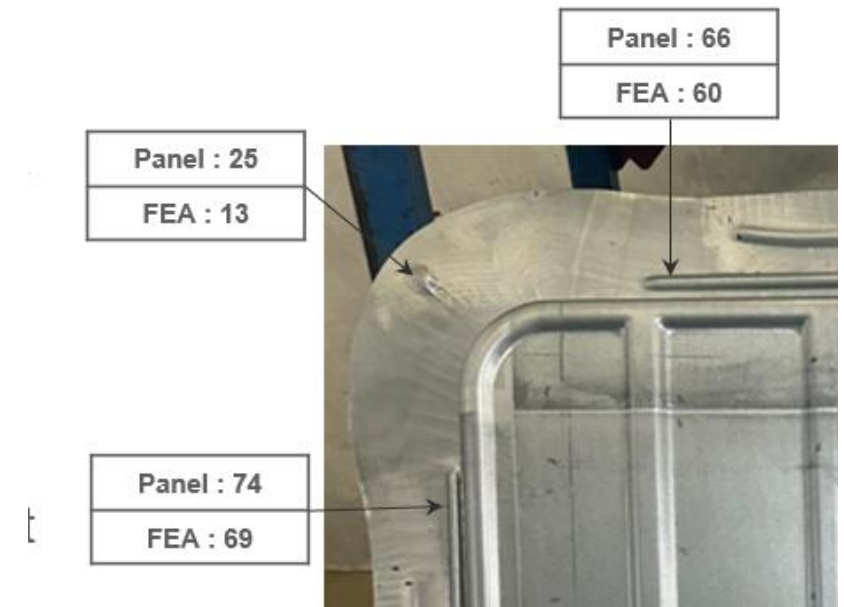 Panel : 66
FEA : 60
Panel : 25
FEA : 13
Panel : 74
FEA : 69
t